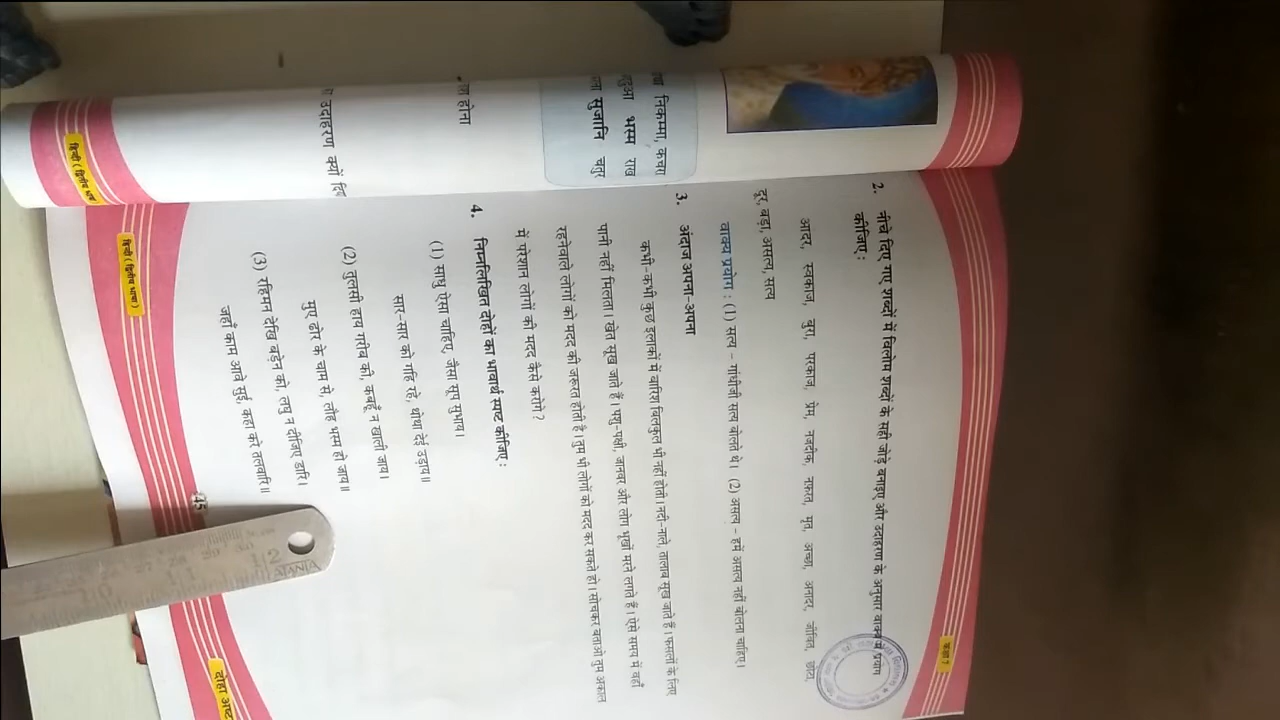 निकम्मा, कचरा
भस्म राख
सुजानि चतुर
होना
उदाहरण क्यों
हिन्दी (द्वितीय भाषा)
कक्षा 7
2. नीचे दिए गए शब्दों में विलोम शब्दों के सही जोड़े बनाइए और उदाहरण के अनुसार वाक्य में प्रयोग
कीजिए :
आदर, स्वकाज, बुरा, परकाज, प्रेम, नजदीक, नफरत, मृत, अच्छा, अनादर, जीवित, छोटा,
दूर, बड़ा, असत्य, सत्य
वाक्य प्रयोग : (1) सत्य - गांधीजी सत्य बोलते थे। (2) असत्य - हमें असत्य नहीं बोलना चाहिए।
3. अंदाज अपना-अपना
कभी-कभी कुछ इलाकों में बारिश बिलकुल भी नहीं होती। नदी-नाले, तालाब सूख जाते हैं। फसलों के लिए
पानी नहीं मिलता। खेत सूख जाते हैं। पशु-पक्षी, जानवर और लोग भूखों मरने लगते हैं। ऐसे समय में वहाँ
रहनेवाले लोगों को मदद की जरूरत होती है। तुम भी लोगों को मदद कर सकते हो। सोचकर बताओ तुम अकाल
में परेशान लोगों की मदद कैसे करोगे?
4. निम्नलिखित दोहों का भावार्थ स्पष्ट कीजिए :
(1) साधु ऐसा चाहिए, जैसा सूप सुभाय।
सार-सार को गहि रहे, थोथा देई उड़ाय॥
(2) तुलसी हाय गरीब की, कबहूँ न खाली जाय।
मुए ढोर के चाम से, लौह भस्म हो जाय॥
(3) रहिमन देखि बड़ेन को, लघु न दीजिए डारि।
जहाँ काम आवे सुई, कहा करे तलवारि॥
हिन्दी (द्वितीय भाषा)
45
दोहा अष्ट